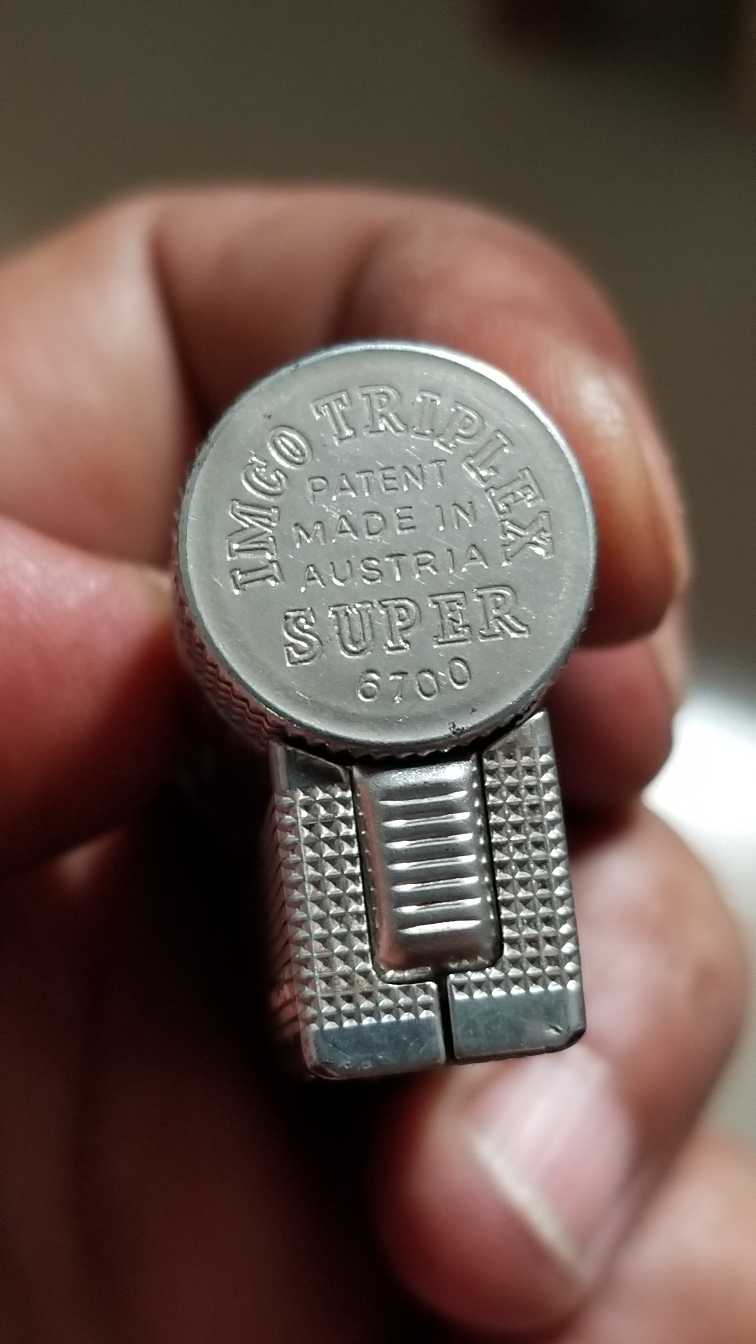 IMCO TRIPLEX
PATENT
MADE IN
AUSTRIA
SUPER
6700